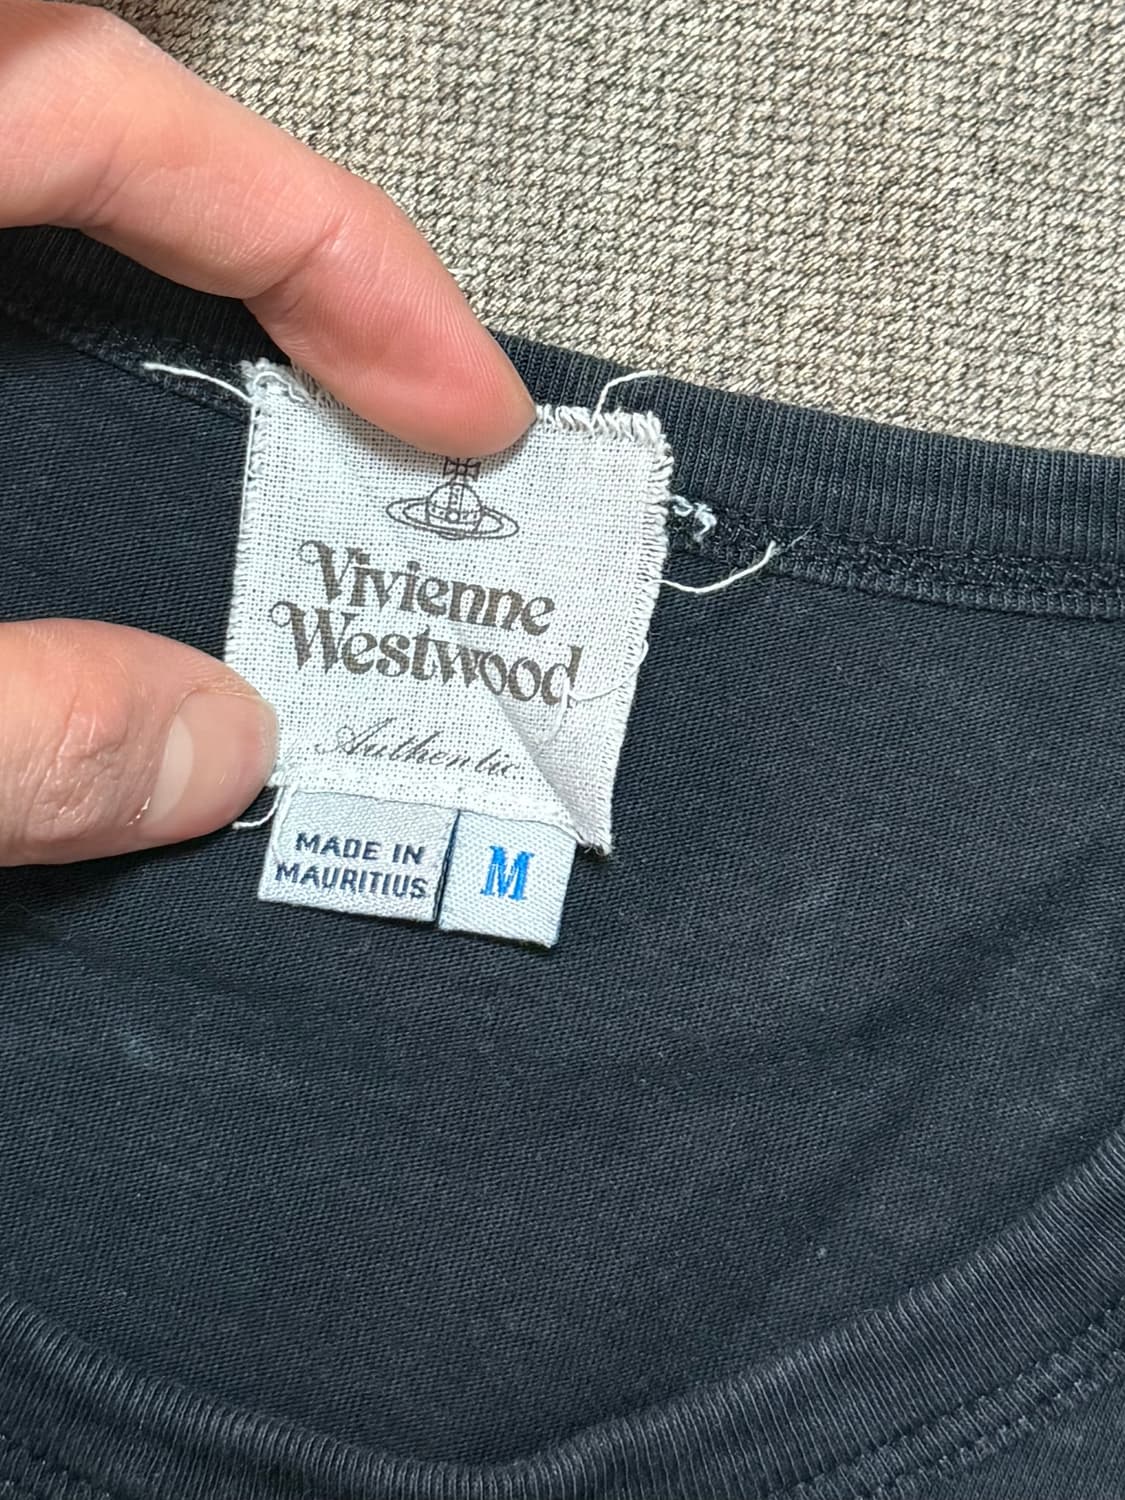 Vivienne
Westwood
Authentic.
MADE IN
MAURITIUS
M